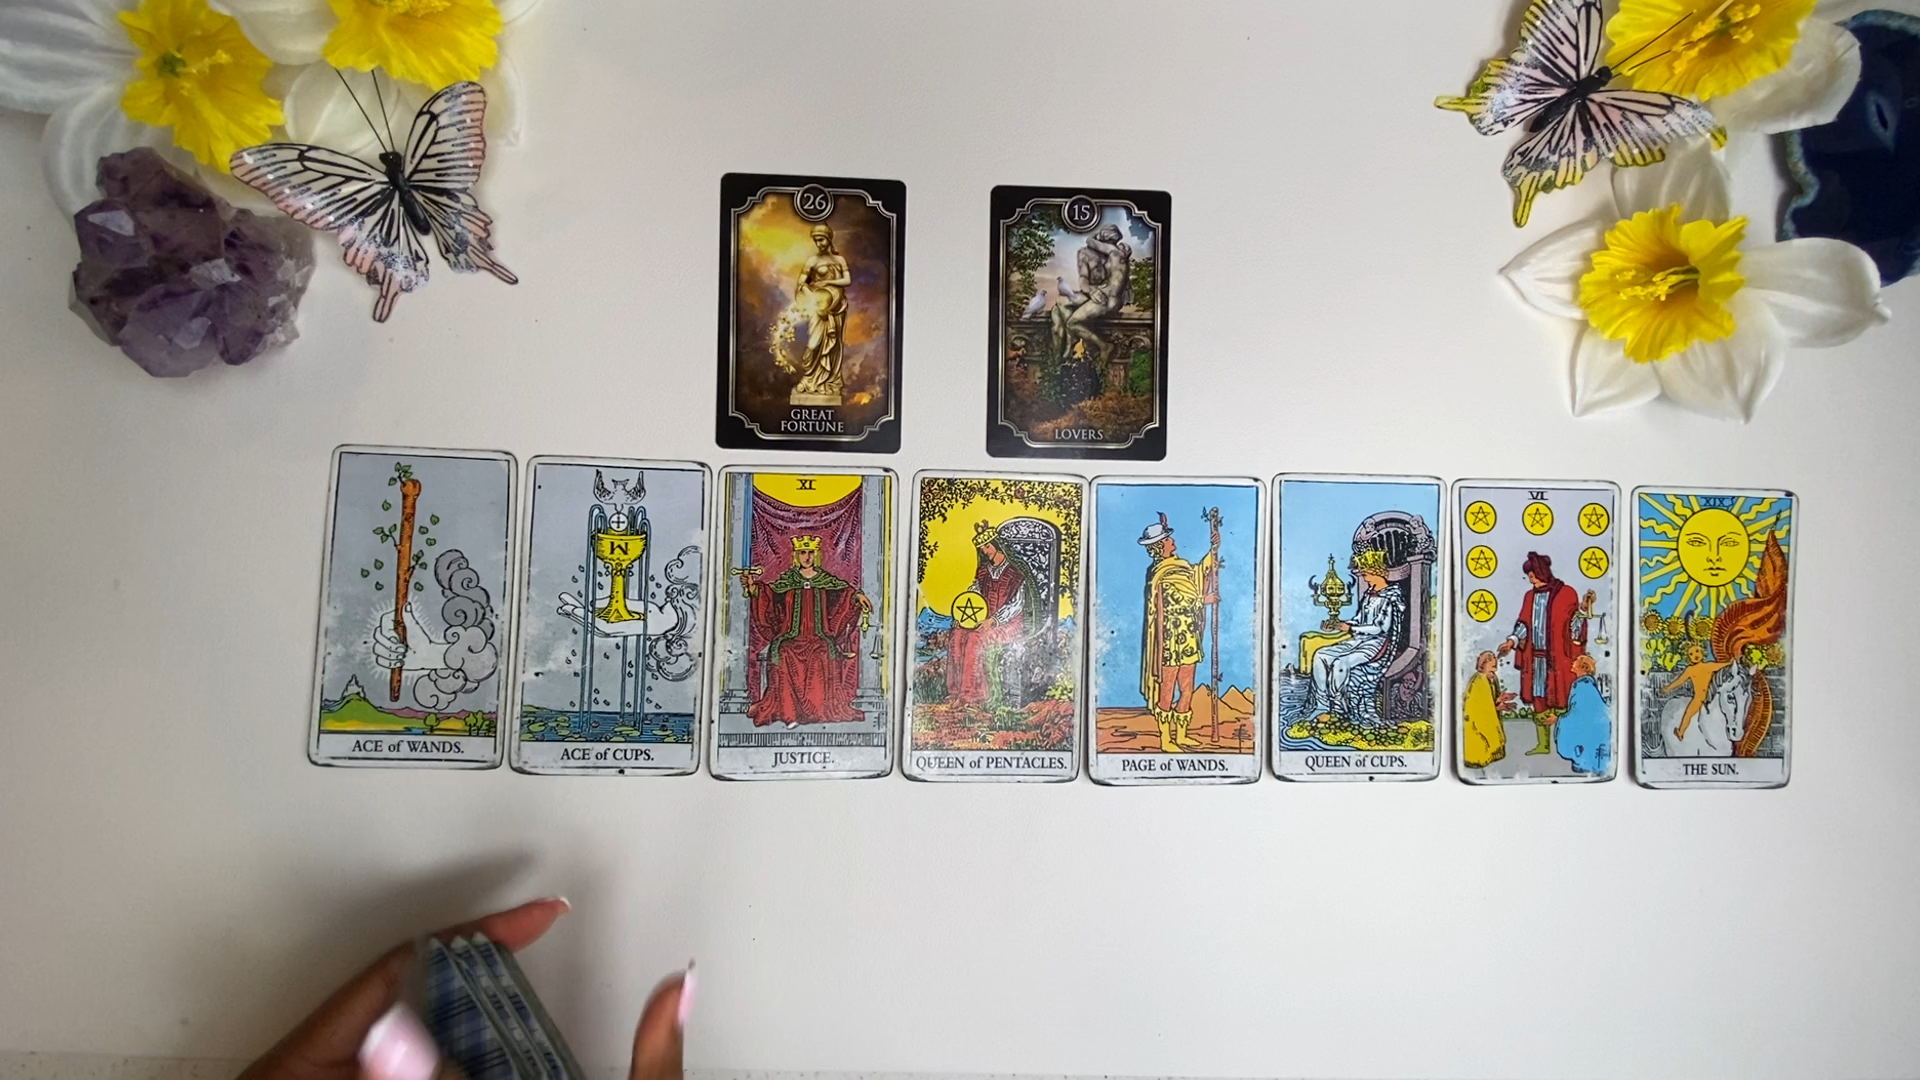 26
GREAT
FORTUNE
15
LOVERS
ACE of WANDS.
ACE of CUPS.
XI
JUSTICE.
QUEEN of PENTACLES.
PAGE of WANDS.
QUEEN of CUPS.
VI
XIX
THE SUN.